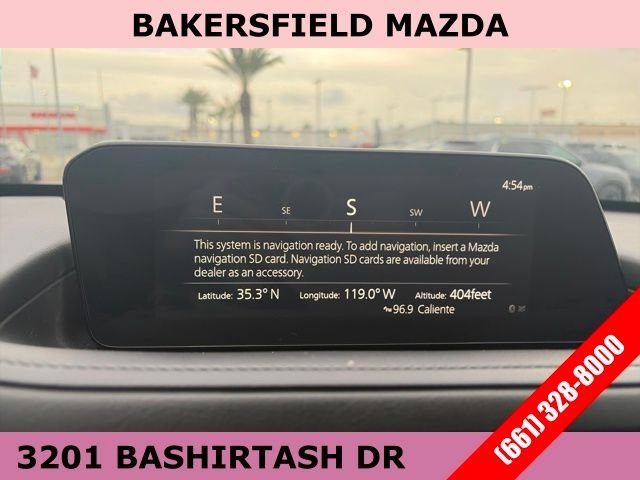 BAKERSFIELD MAZDA
4:54pm
E SE S SW W
This system is navigation ready. To add navigation, insert a Mazda
navigation SD card. Navigation SD cards are available from your
dealer as an accessory.
Latitude: 35.3° N Longitude: 119.0° W Altitude: 404feet
96.9 Caliente
(661) 328-8000
3201 BASHIRTASH DR